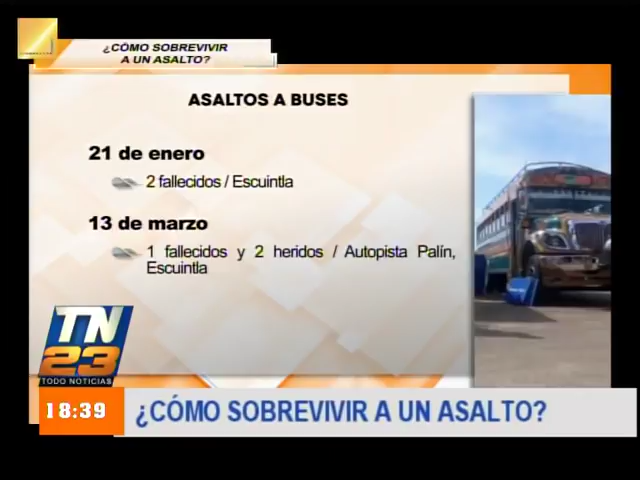 ¿CÓMO SOBREVIVIR
A UN ASALTO?
ASALTOS A BUSES
21 de enero
2 fallecidos / Escuintla
13 de marzo
1 fallecidos y 2 heridos / Autopista Palín,
Escuintla
TN
23
TODO NOTICIAS
18:39
¿CÓMO SOBREVIVIR A UN ASALTO?